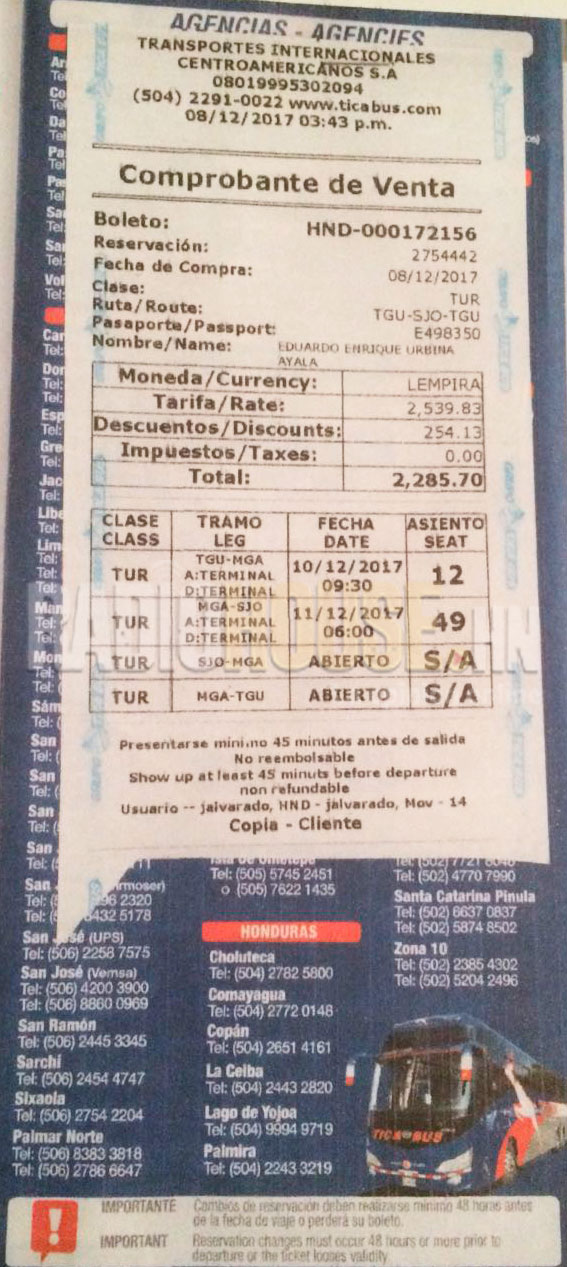 AGENCIAS - AGENCIES
TRANSPORTES INTERNACIONALES
CENTROAMERICANOS S.A
08019995302094
(504) 2291-0022 www.ticabus.com
08/12/2017 03:43 p.m.
Comprobante de Venta
Boleto: HND-000172156
Reservación: 2754442
Fecha de Compra: 08/12/2017
Clase: TUR
Ruta/Route: TGU-SJO-TGU
Pasaporte/Passport: E498350
Nombre/Name: EDUARDO ENRIQUE URBINA
AYALA
Moneda/Currency: LEMPIRA
Tarifa/Rate: 2,539.83
Descuentos/Discounts: 254.13
Impuestos/Taxes: 0.00
Total: 2,285.70
CLASE TRAMO FECHA ASIENTO
CLASS LEG DATE SEAT
TUR TGU-MGA A:TERMINAL D:TERMINAL 10/12/2017 09:30 12
TUR MGA-SJO A:TERMINAL D:TERMINAL 11/12/2017 06:00 49
TUR SJO-MGA ABIERTO S/A
TUR MGA-TGU ABIERTO S/A
Presentarse minimo 45 minutos antes de salida
No reembolsable
Show up at least 45 minuts before departure
non refundable
Usuario -- jalvarado, HND - jalvarado, Mov - 14
Copia - Cliente
San José (UPS)
Tel: (506) 2258 7575
San José (Vemsa)
Tel: (506) 4200 3900
Tel: (506) 8860 0969
San Ramón
Tel: (506) 2445 3345
Sarchí
Tel: (506) 2454 4747
Sixaola
Tel: (506) 2754 2204
Palmar Norte
Tel: (506) 8383 3818
Tel: (506) 2786 6647
Isla de Ometepe
Tel: (505) 5745 2451
o (505) 7622 1435
HONDURAS
Choluteca
Tel: (504) 2782 5800
Comayagua
Tel: (504) 2772 0148
Copán
Tel: (504) 2651 4161
La Ceiba
Tel: (504) 2443 2820
Lago de Yojoa
Tel: (504) 9994 9719
Palmira
Tel: (504) 2243 3219
Tel: (502) 7721 8048
Tel: (502) 4770 7990
Santa Catarina Pinula
Tel: (502) 6637 0837
Tel: (502) 5874 8502
Zona 10
Tel: (502) 2385 4302
Tel: (502) 5204 2496
TICA BUS
IMPORTANTE Cambios de reservación deben realizarse mínimo 48 horas antes
de la fecha de viaje o perderá su boleto.
IMPORTANT Reservation changes must occur 48 hours or more prior to
departure or the ticket looses validity
RADIOHOUSE.HN